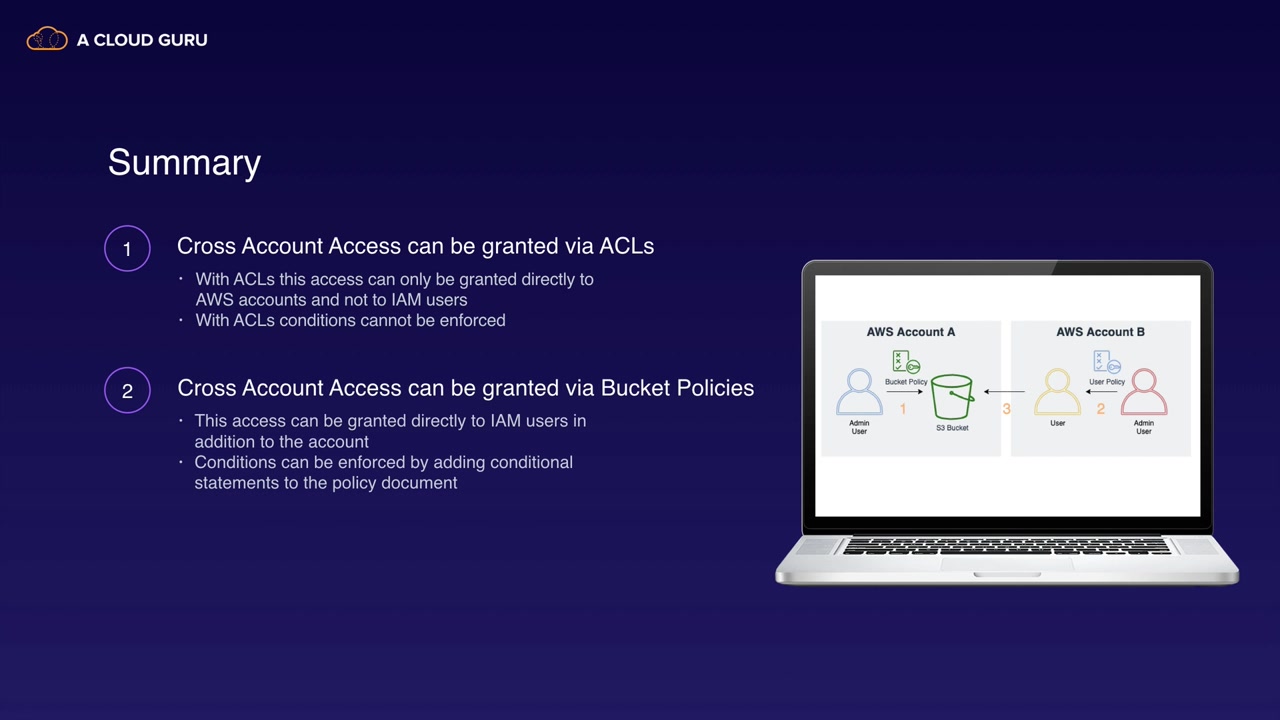 A CLOUD GURU
Summary
1
Cross Account Access can be granted via ACLs
· With ACLs this access can only be granted directly to
AWS accounts and not to IAM users
· With ACLs conditions cannot be enforced
2
Cross Account Access can be granted via Bucket Policies
· This access can be granted directly to IAM users in
addition to the account
· Conditions can be enforced by adding conditional
statements to the policy document
AWS Account A
Bucket Policy
1
Admin
User
S3 Bucket
3
AWS Account B
User Policy
2
User
Admin
User